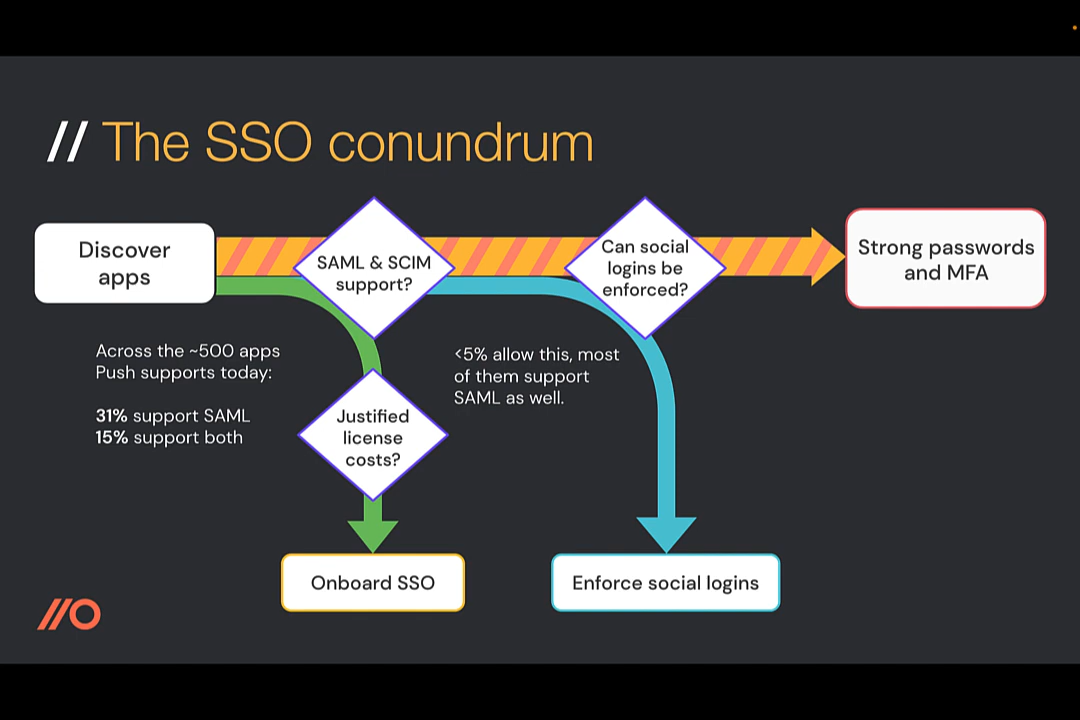 // The SSO conundrum
Discover
apps
SAML & SCIM
support?
Can social
logins be
enforced?
Strong passwords
and MFA
Across the ~500 apps
Push supports today:
31% support SAML
15% support both
<5% allow this, most
of them support
SAML as well.
Justified
license
costs?
Onboard SSO
Enforce social logins